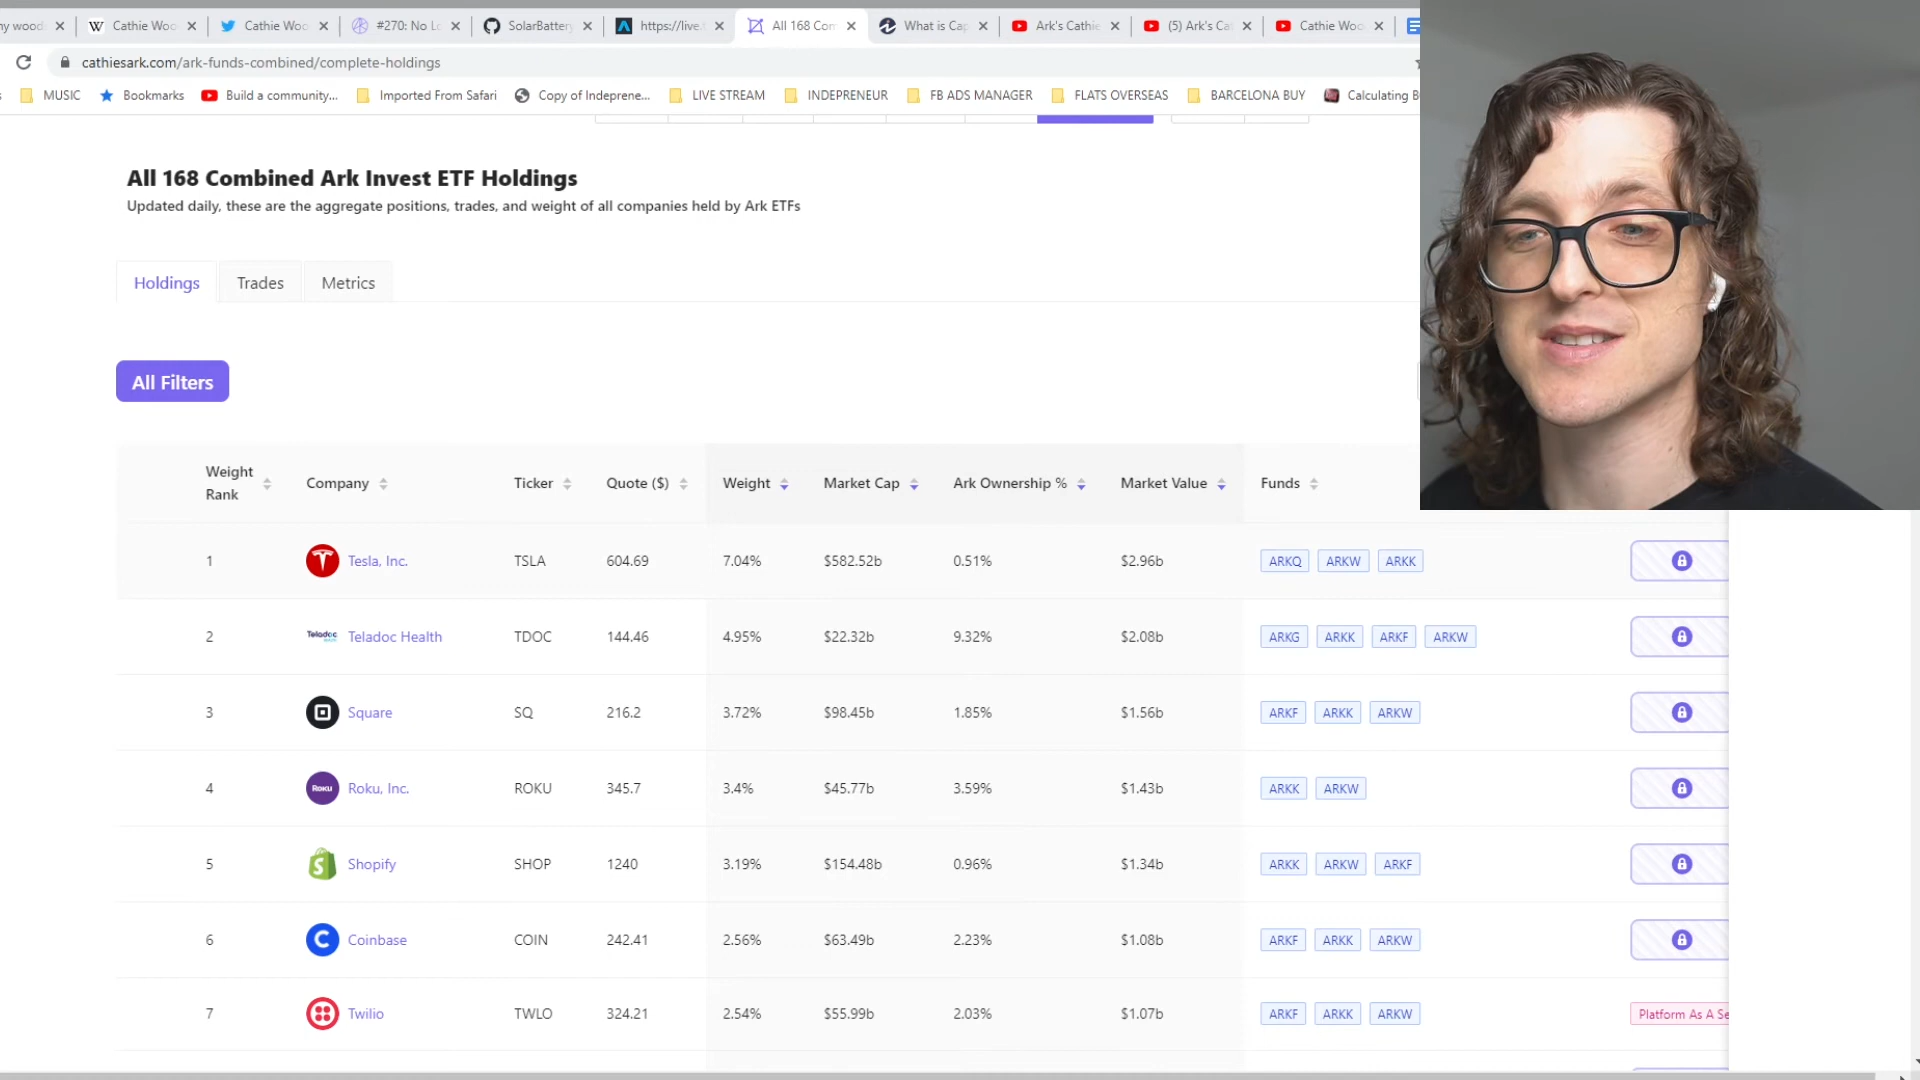 ny wood
Cathie Woo
Cathie Woo
#270: No Lo
SolarBattery
https://live.
All 168 Com
What is Cap
Ark's Cathie
(5) Ark's Ca
Cathie Woo
cathiesark.com/ark-funds-combined/complete-holdings
MUSIC
Bookmarks
Build a community...
Imported From Safari
Copy of Indeprene...
LIVE STREAM
INDEPRENEUR
FB ADS MANAGER
FLATS OVERSEAS
BARCELONA BUY
Calculating B
All 168 Combined Ark Invest ETF Holdings
Updated daily, these are the aggregate positions, trades, and weight of all companies held by Ark ETFs
Holdings Trades Metrics
All Filters
Weight Rank Company Ticker Quote ($) Weight Market Cap Ark Ownership % Market Value Funds
1 Tesla, Inc. TSLA 604.69 7.04% $582.52b 0.51% $2.96b ARKQ ARKW ARKK
2 Teladoc Teladoc Health TDOC 144.46 4.95% $22.32b 9.32% $2.08b ARKG ARKK ARKF ARKW
3 Square SQ 216.2 3.72% $98.45b 1.85% $1.56b ARKF ARKK ARKW
4 Roku Roku, Inc. ROKU 345.7 3.4% $45.77b 3.59% $1.43b ARKK ARKW
5 Shopify SHOP 1240 3.19% $154.48b 0.96% $1.34b ARKK ARKW ARKF
6 Coinbase COIN 242.41 2.56% $63.49b 2.23% $1.08b ARKF ARKK ARKW
7 Twilio TWLO 324.21 2.54% $55.99b 2.03% $1.07b ARKF ARKK ARKW Platform As A Se